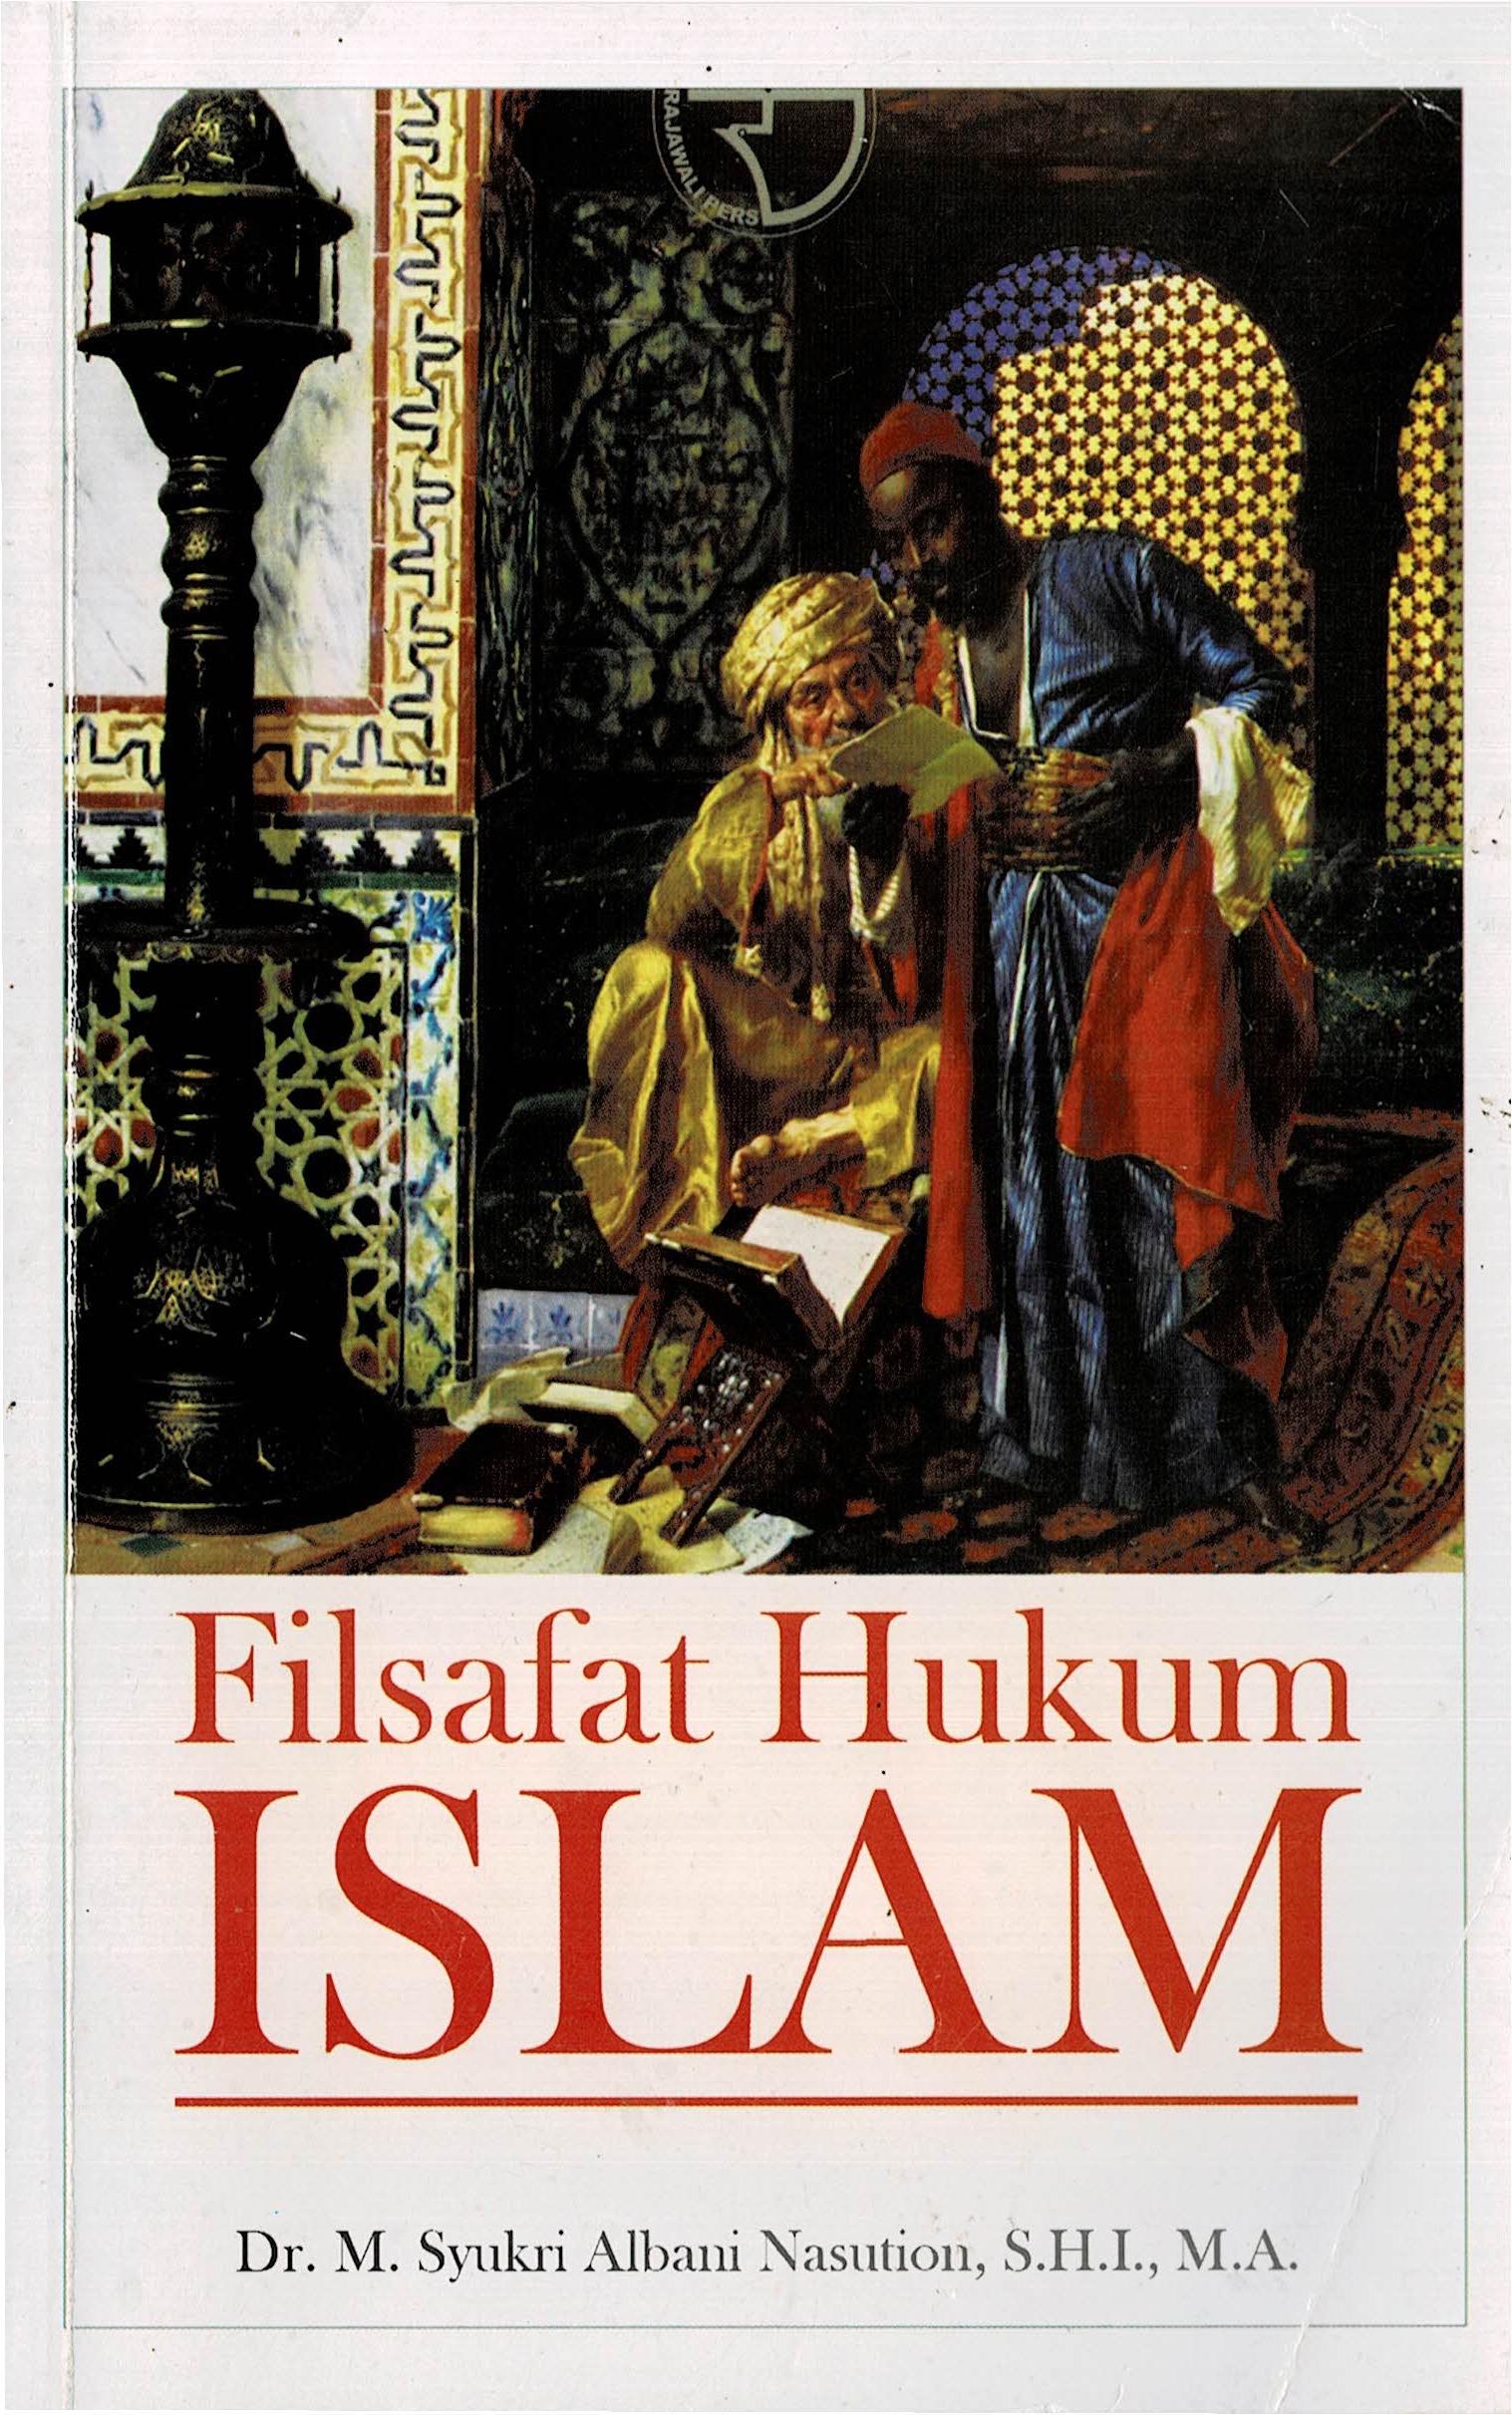 RAJAWALI PERS
Filsafat Hukum
ISLAM
Dr. M. Syukri Albani Nasution, S.H.I., M.A.